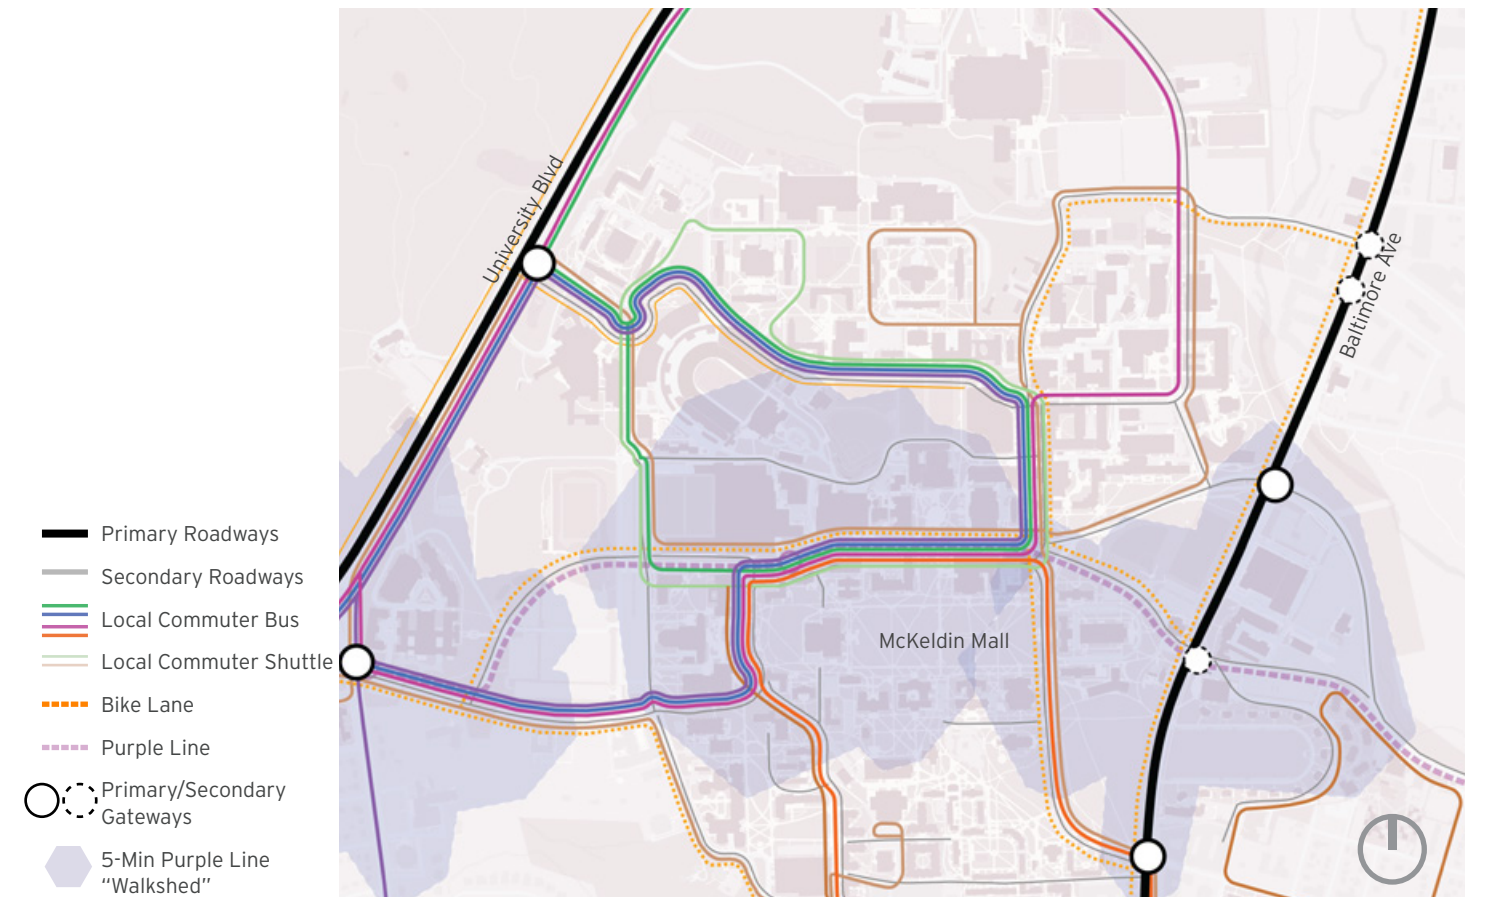 University Blvd
Baltimore Ave
McKeldin Mall
Primary Roadways
Secondary Roadways
Local Commuter Bus
Local Commuter Shuttle
Bike Lane
Purple Line
Primary/Secondary
Gateways
5-Min Purple Line
“Walkshed”